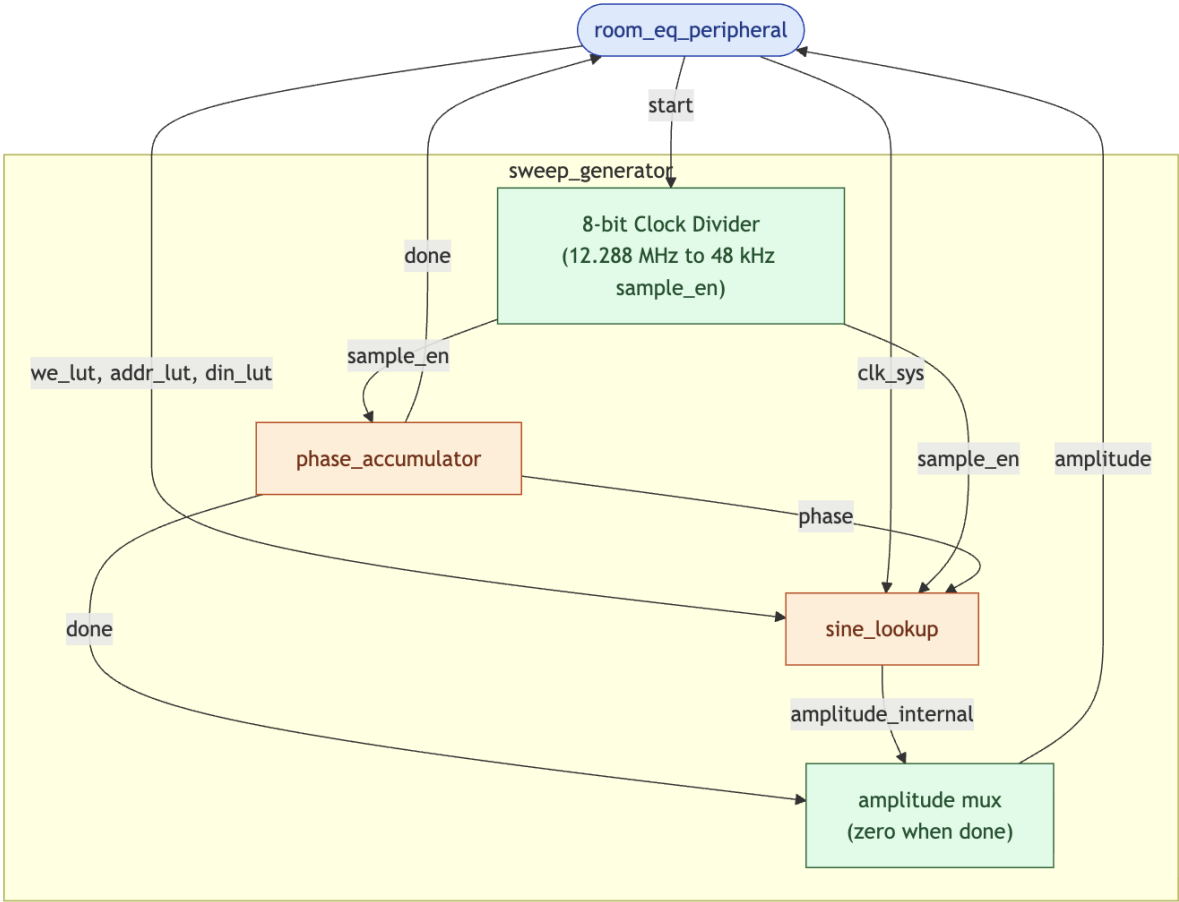 room_eq_peripheral
start
sweep_generator
8-bit Clock Divider
(12.288 MHz to 48 kHz
sample_en)
done
sample_en
we_lut, addr_lut, din_lut
clk_sys
phase_accumulator
sample_en
amplitude
phase
done
sine_lookup
amplitude_internal
amplitude mux
(zero when done)